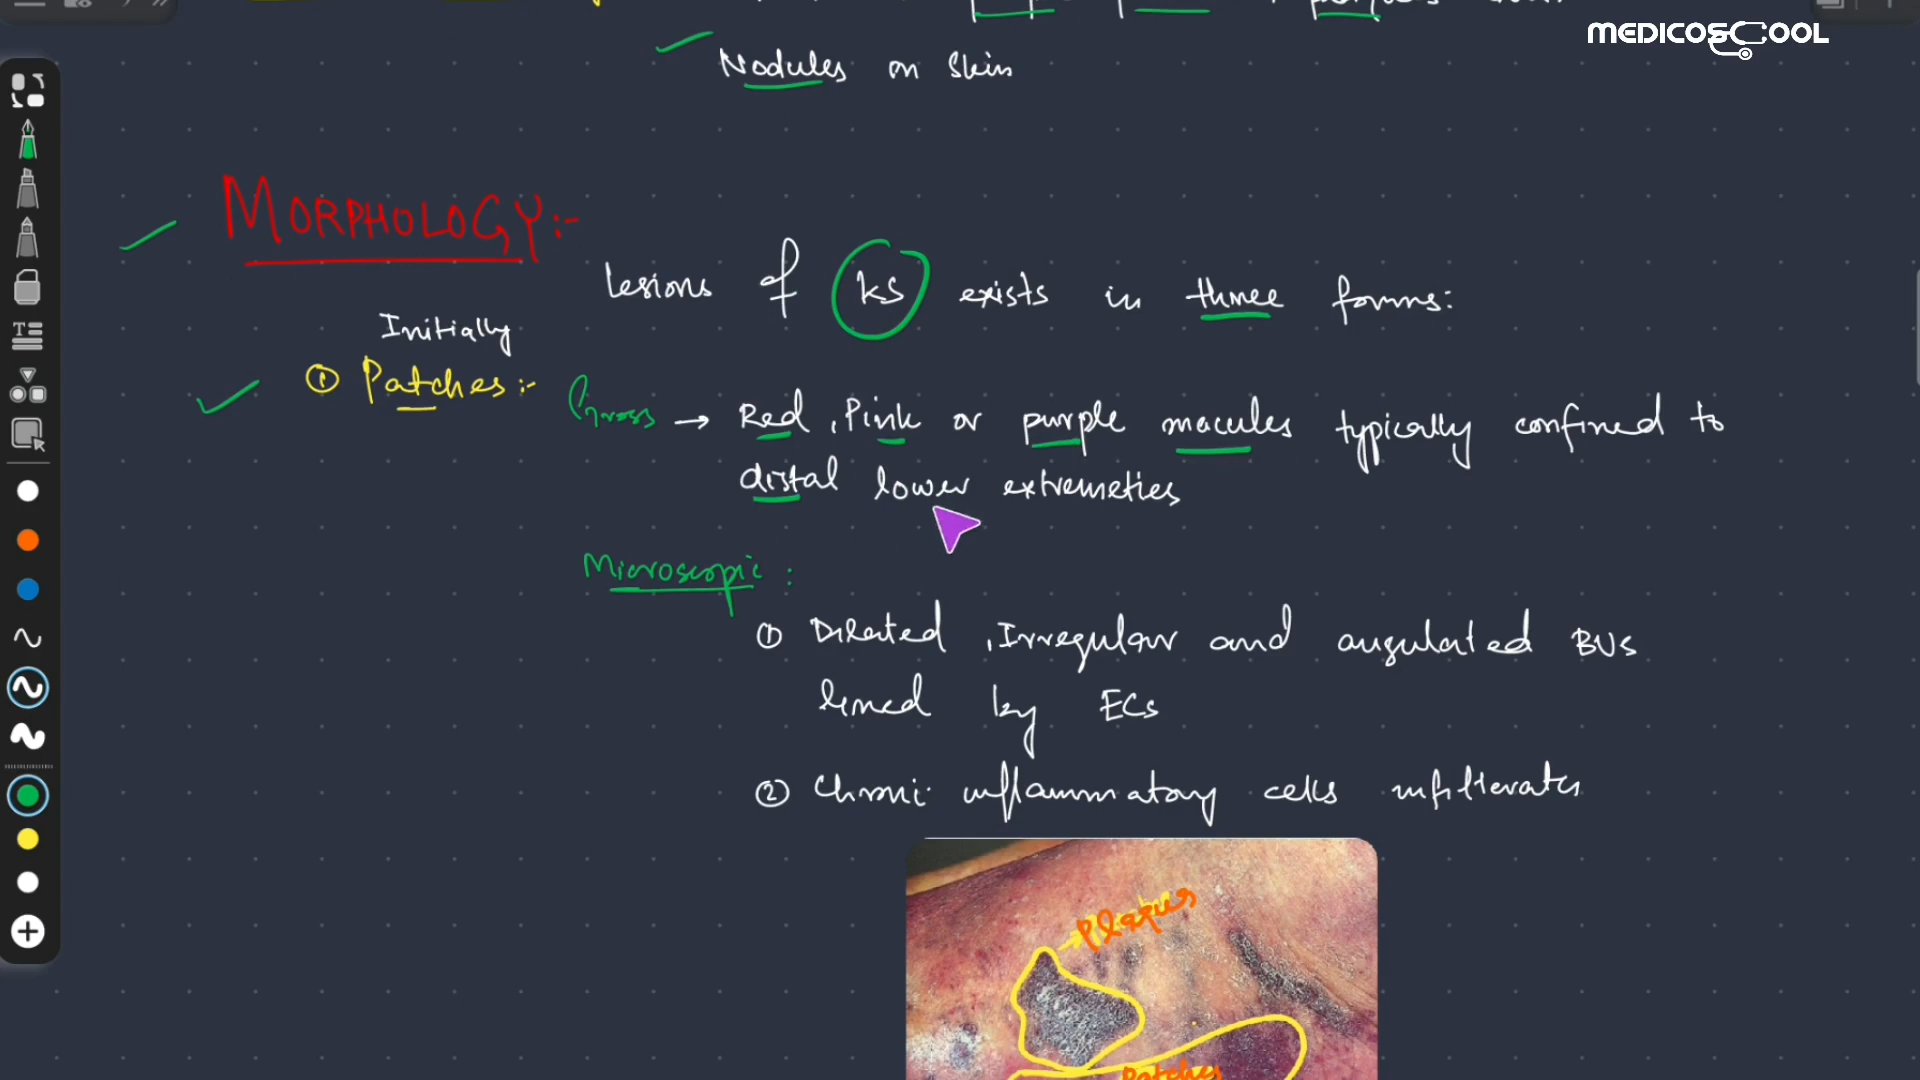 MEDICOSCOOL
Nodules on Skin
MORPHOLOGY:-
lesions of KS exists in three forms:
Initially
① Patches:-
Gross → Red, Pink or purple macules typically confined to
distal lower extremeties
Microscopic:
① Dilated, Irregular and angulated BVs
lined by ECs
② Chronic inflammatory cells infilterates
→Plaques
Patches